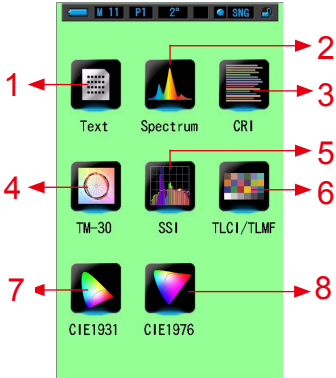 M 11 P1 2° SNG
1
2
3
Text Spectrum CRI
4
5
6
TM-30 SSI TLCI/TLMF
7
8
CIE1931 CIE1976